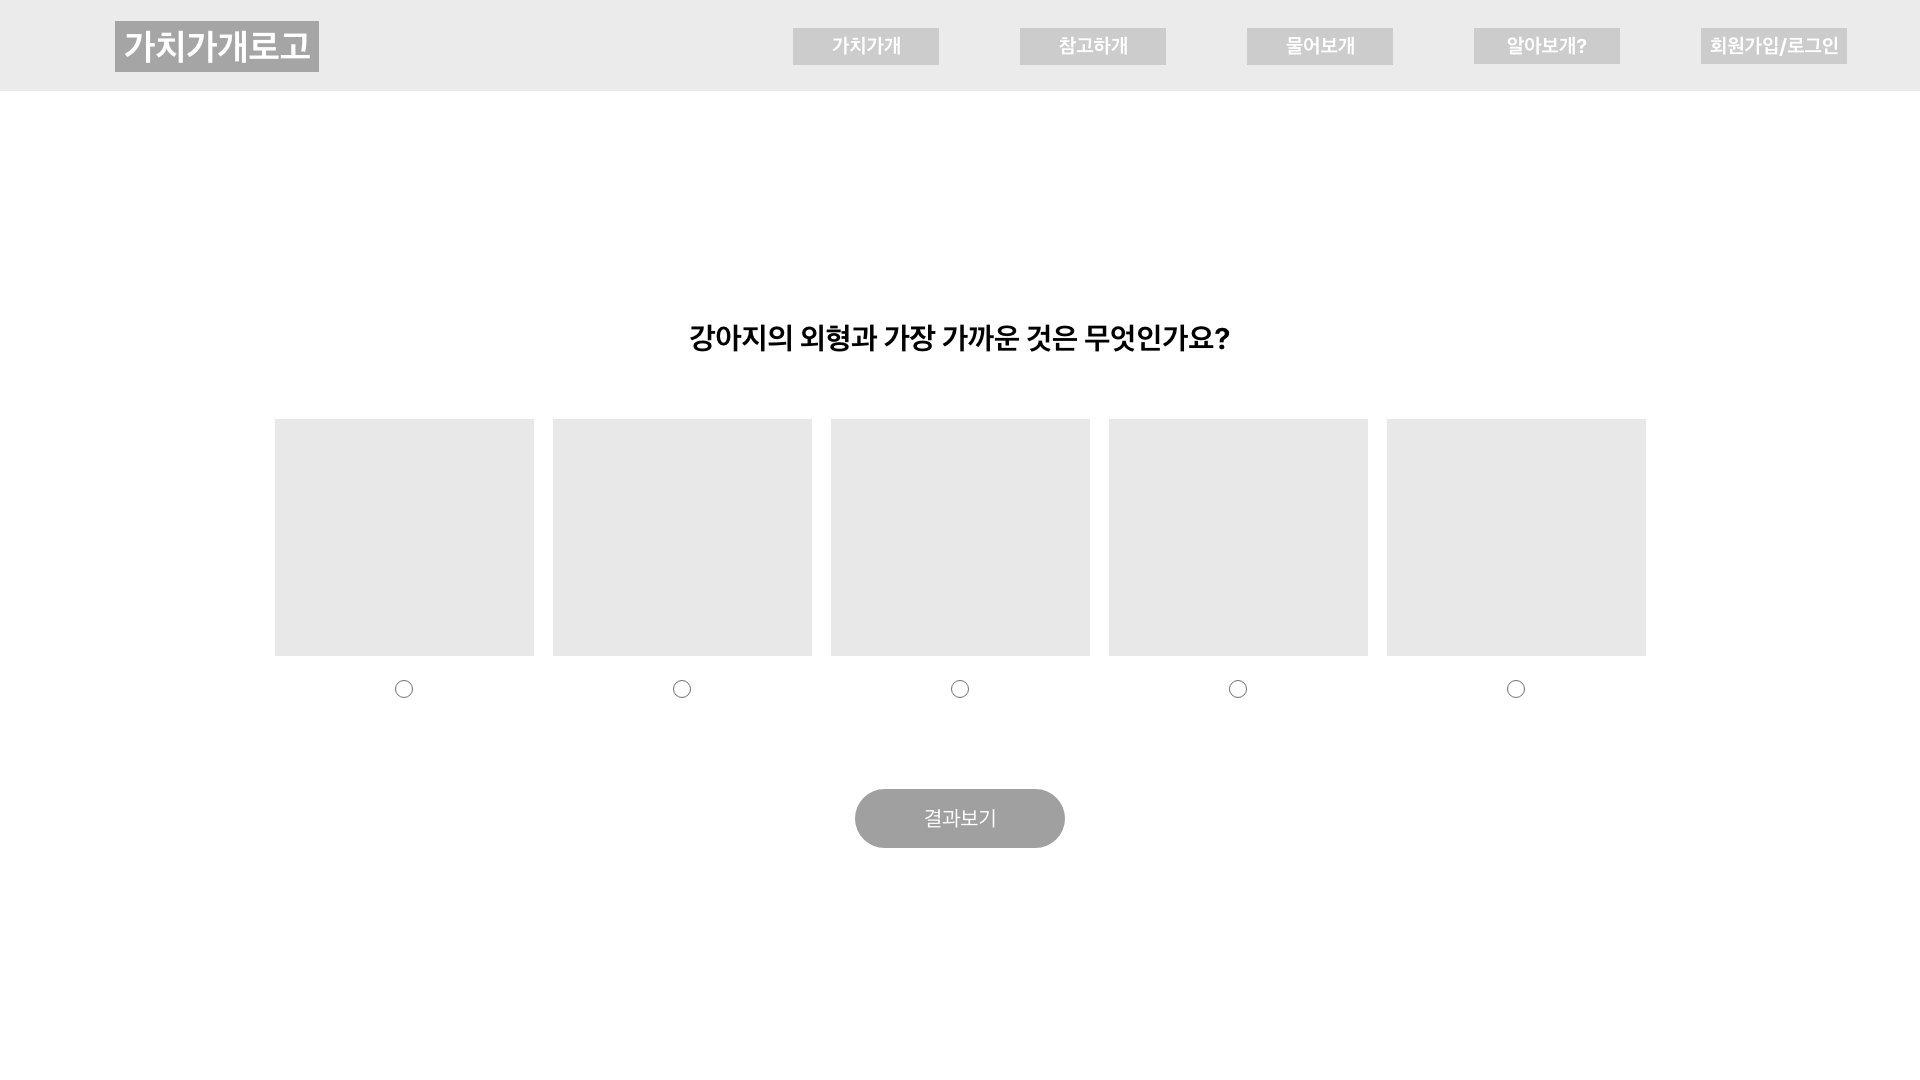 가치가개로고
가치가개
참고하개
물어보개
알아보개?
회원가입/로그인
강아지의 외형과 가장 가까운 것은 무엇인가요?
결과보기